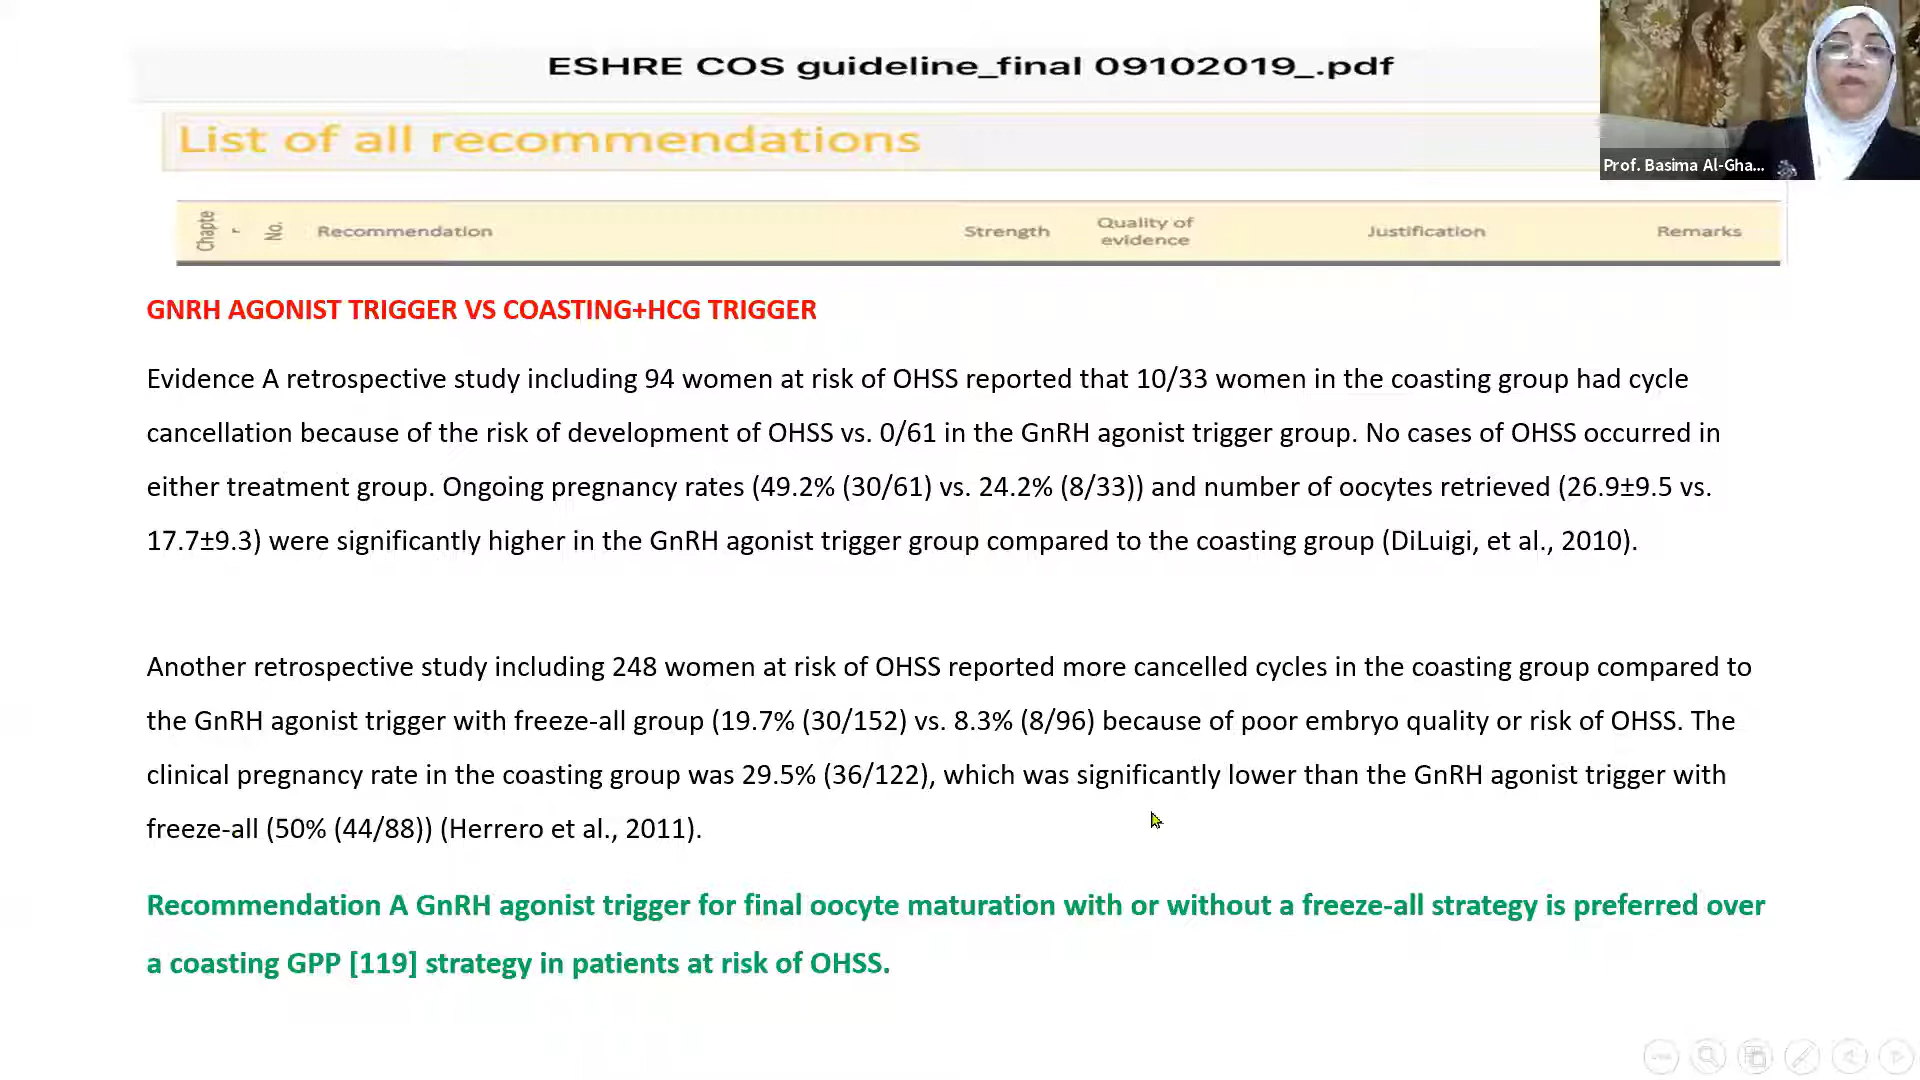 ESHRE COS guideline_final 09102019_.pdf
List of all recommendations
Prof. Basima Al-Gha...
Chapte
r
No.
Recommendation
Strength
Quality of
evidence
Justification
Remarks
GNRH AGONIST TRIGGER VS COASTING+HCG TRIGGER
Evidence A retrospective study including 94 women at risk of OHSS reported that 10/33 women in the coasting group had cycle
cancellation because of the risk of development of OHSS vs. 0/61 in the GnRH agonist trigger group. No cases of OHSS occurred in
either treatment group. Ongoing pregnancy rates (49.2% (30/61) vs. 24.2% (8/33)) and number of oocytes retrieved (26.9±9.5 vs.
17.7±9.3) were significantly higher in the GnRH agonist trigger group compared to the coasting group (DiLuigi, et al., 2010).
Another retrospective study including 248 women at risk of OHSS reported more cancelled cycles in the coasting group compared to
the GnRH agonist trigger with freeze-all group (19.7% (30/152) vs. 8.3% (8/96) because of poor embryo quality or risk of OHSS. The
clinical pregnancy rate in the coasting group was 29.5% (36/122), which was significantly lower than the GnRH agonist trigger with
freeze-all (50% (44/88)) (Herrero et al., 2011).
Recommendation A GnRH agonist trigger for final oocyte maturation with or without a freeze-all strategy is preferred over
a coasting GPP [119] strategy in patients at risk of OHSS.